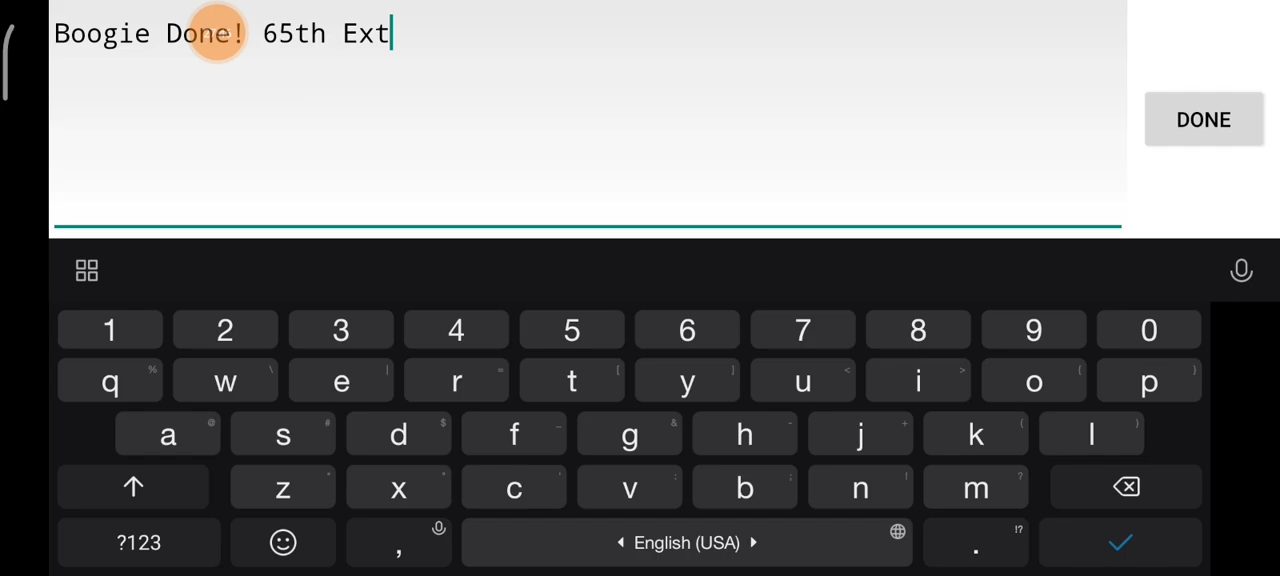 Boogie Done! 65th Ext
DONE
1 2 3 4 5 6 7 8 9 0
q % w \ e | r = t [ y ] u < i > o { p }
a @ s # d $ f _ g & h - j + k ( l )
z * x " c ' v : b ; n ! m ?
?123 , English (USA) . !?